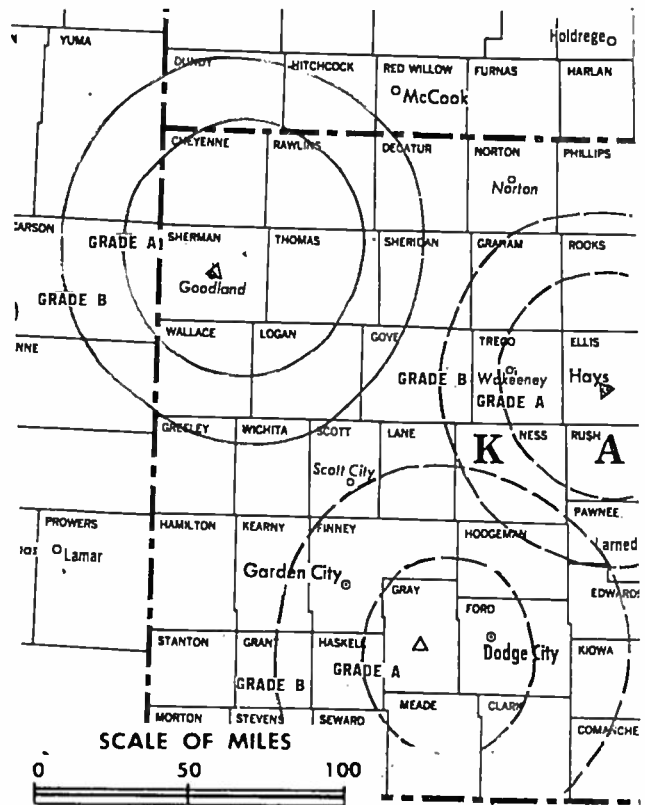 Holdrege
YUMA
DUNDY
HITCHCOCK
RED WILLOW
FURNAS
HARLAN
McCook
CHEYENNE
RAWLINS
DECATUR
NORTON
PHILLIPS
Norton
CARSON
GRADE A
SHERMAN
THOMAS
SHERIDAN
GRAHAM
ROOKS
Goodland
GRADE B
WALLACE
LOGAN
GOVE
TREGO
ELLIS
NNE
GRADE B
Wakeeney
Hays
GRADE A
GREELEY
WICHITA
SCOTT
LANE
K
NESS
RUSH
A
Scott City
PAWNEE
PROWERS
HAMILTON
KEARNY
FINNEY
HODGEMAN
Larned
Lamar
Garden City
GRAY
EDWARDS
FORD
STANTON
GRANT
HASKELL
Dodge City
KIOWA
GRADE A
GRADE B
MEADE
CLARK
MORTON
STEVENS
SEWARD
COMANCHE
SCALE OF MILES
0 50 100